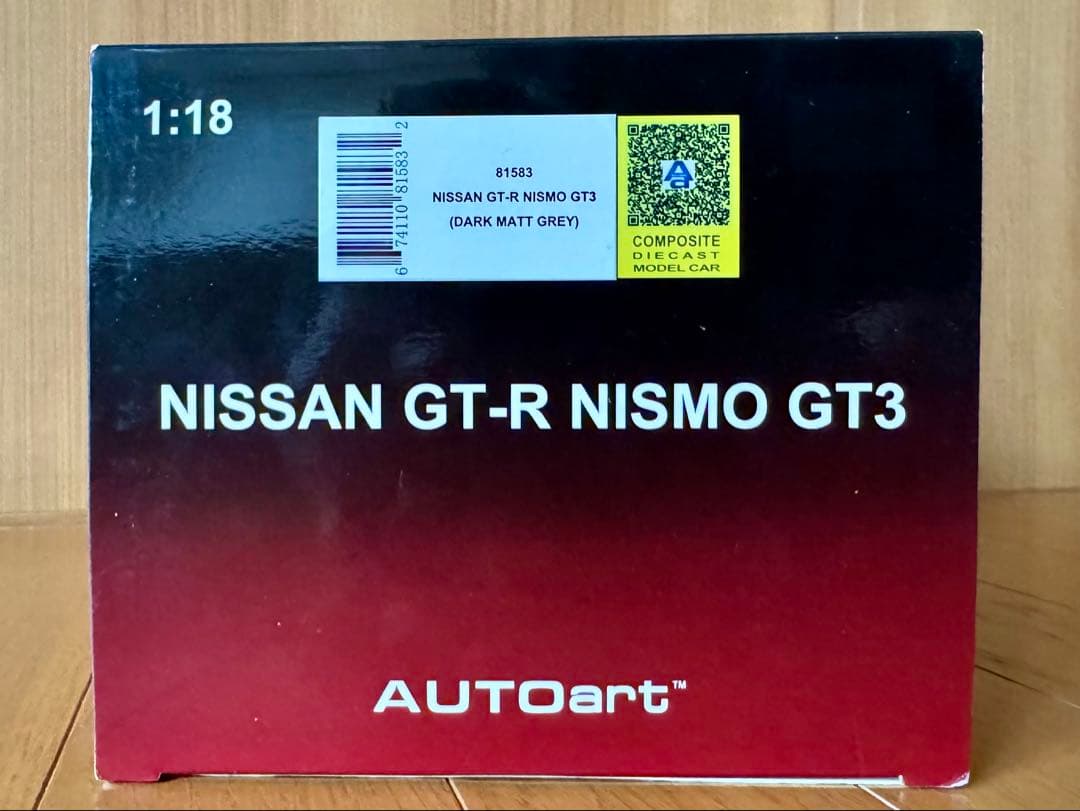 1:18
6 74110 81583 2
81583
NISSAN GT-R NISMO GT3
(DARK MATT GREY)
Aa
COMPOSITE
DIECAST
MODEL CAR
NISSAN GT-R NISMO GT3
AUTOart™